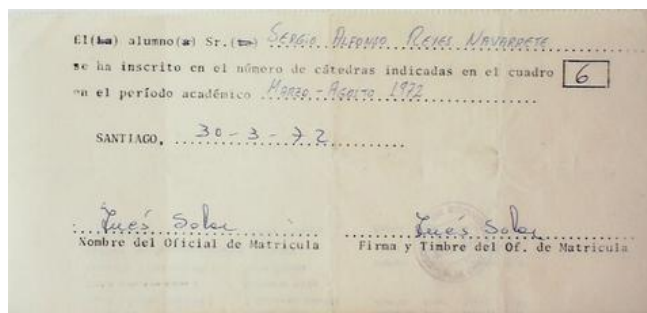 El(la) alumno(a) Sr.(ta) SERGIO ALFONSO REYES NAVARRETE
se ha inscrito en el número de cátedras indicadas en el cuadro 6
en el período académico MARZO - AGOSTO 1972
SANTIAGO, 30-3-72
Inés Soler Inés Soler
Nombre del Oficial de Matricula Firma y Timbre del Of. de Matricula